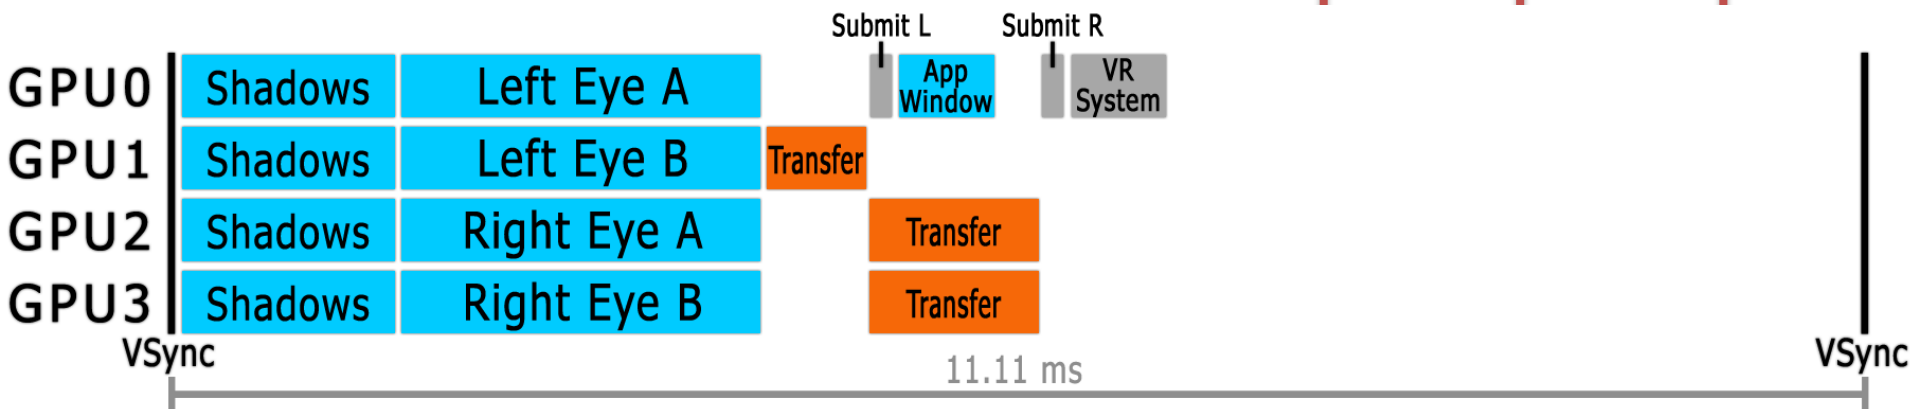 Submit L Submit R
GPU0 Shadows Left Eye A App Window VR System
GPU1 Shadows Left Eye B Transfer
GPU2 Shadows Right Eye A Transfer
GPU3 Shadows Right Eye B Transfer
VSync VSync
11.11 ms